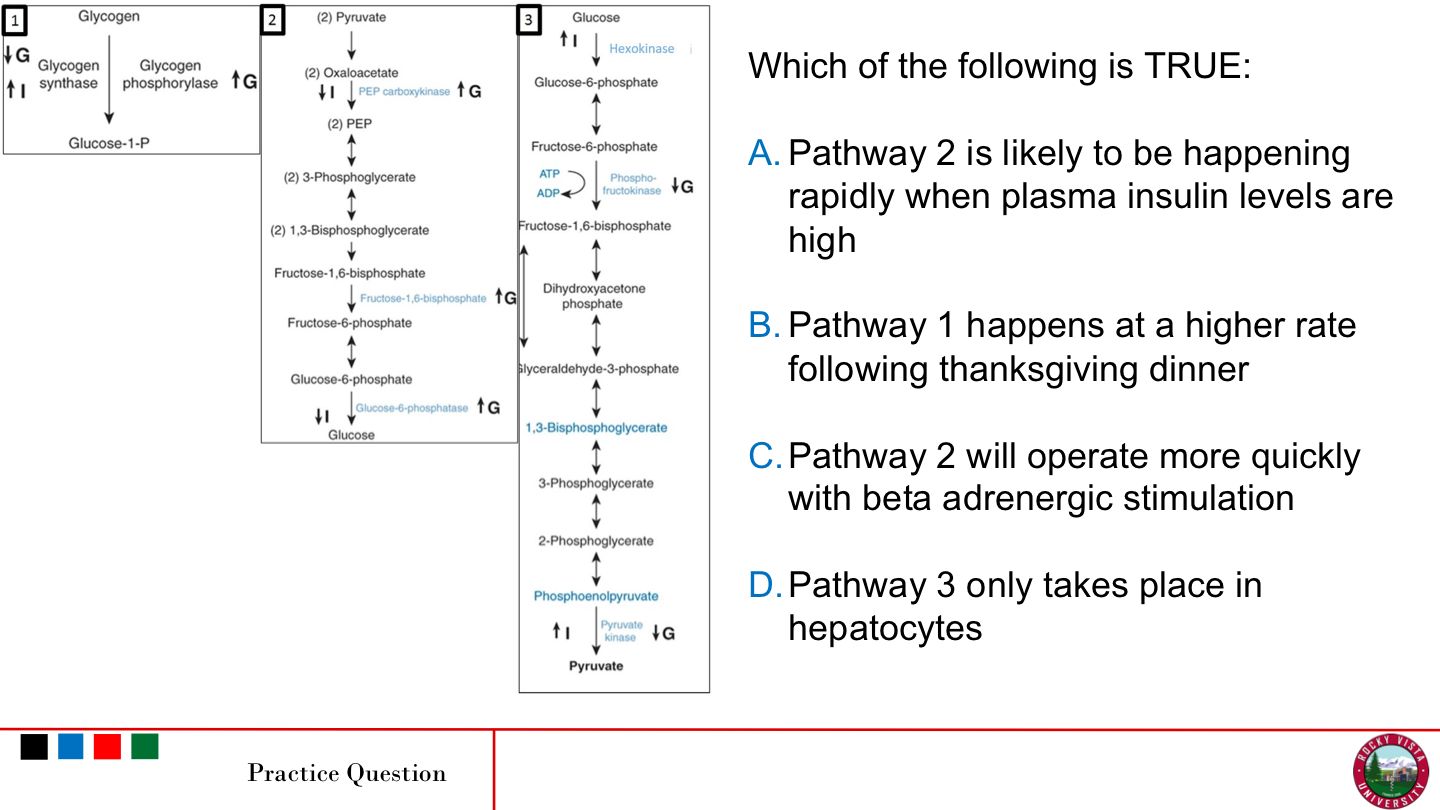 1
Glycogen
↓G
Glycogen
synthase
↑I
Glycogen
phosphorylase
↑G
Glucose-1-P
2
(2) Pyruvate
(2) Oxaloacetate
↓I PEP carboxykinase ↑G
(2) PEP
(2) 3-Phosphoglycerate
(2) 1,3-Bisphosphoglycerate
Fructose-1,6-bisphosphate
Fructose-1,6-bisphosphate ↑G
Fructose-6-phosphate
Glucose-6-phosphate
↓I Glucose-6-phosphatase ↑G
Glucose
3
Glucose
↑I Hexokinase
Glucose-6-phosphate
Fructose-6-phosphate
ATP
ADP
Phospho-
fructokinase ↓G
Fructose-1,6-bisphosphate
Dihydroxyacetone
phosphate
Glyceraldehyde-3-phosphate
1,3-Bisphosphoglycerate
3-Phosphoglycerate
2-Phosphoglycerate
Phosphoenolpyruvate
↑I Pyruvate
kinase ↓G
Pyruvate
Which of the following is TRUE:
A. Pathway 2 is likely to be happening
rapidly when plasma insulin levels are
high
B. Pathway 1 happens at a higher rate
following thanksgiving dinner
C. Pathway 2 will operate more quickly
with beta adrenergic stimulation
D. Pathway 3 only takes place in
hepatocytes
Practice Question
ROCKY VISTA
UNIVERSITY